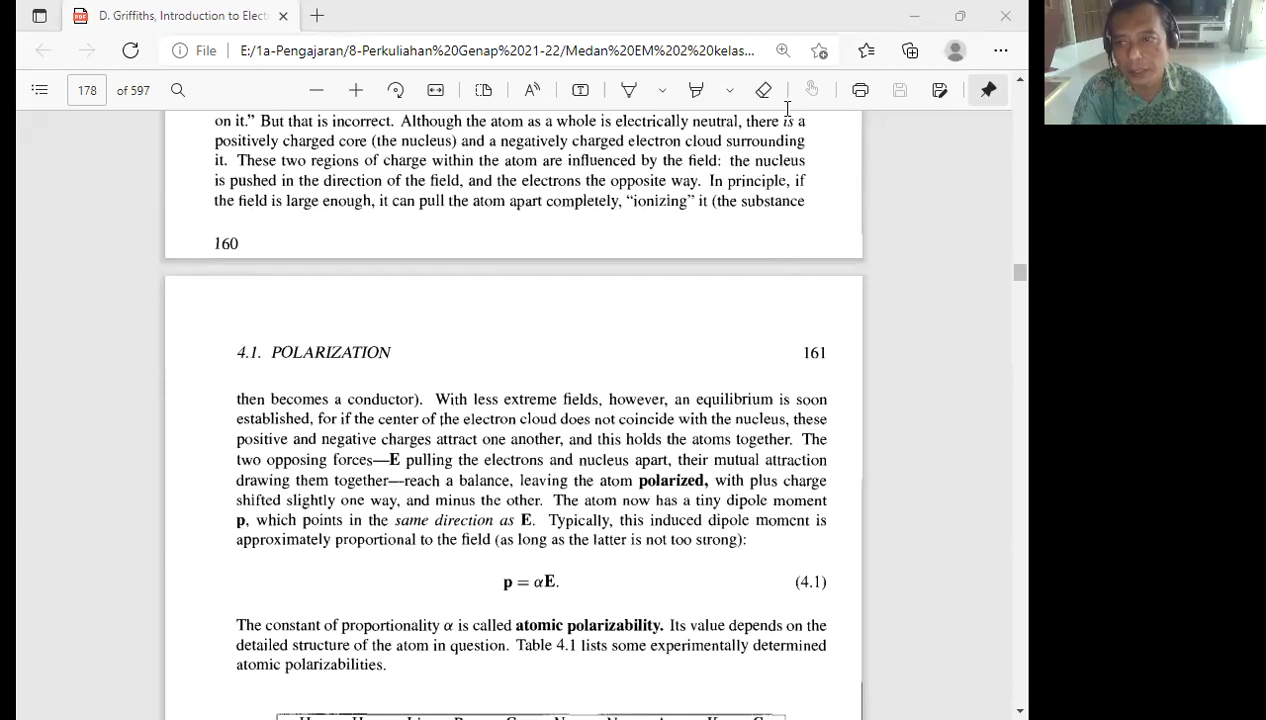 D. Griffiths, Introduction to Elect
File
E:/1a-Pengajaran/8-Perkuliahan%20Genap%2021-22/Medan%20EM%202%20kelas...
178 of 597
on it.” But that is incorrect. Although the atom as a whole is electrically neutral, there is a
positively charged core (the nucleus) and a negatively charged electron cloud surrounding
it. These two regions of charge within the atom are influenced by the field: the nucleus
is pushed in the direction of the field, and the electrons the opposite way. In principle, if
the field is large enough, it can pull the atom apart completely, “ionizing” it (the substance
160
4.1. POLARIZATION 161
then becomes a conductor). With less extreme fields, however, an equilibrium is soon
established, for if the center of the electron cloud does not coincide with the nucleus, these
positive and negative charges attract one another, and this holds the atoms together. The
two opposing forces—E pulling the electrons and nucleus apart, their mutual attraction
drawing them together—reach a balance, leaving the atom polarized, with plus charge
shifted slightly one way, and minus the other. The atom now has a tiny dipole moment
p, which points in the same direction as E. Typically, this induced dipole moment is
approximately proportional to the field (as long as the latter is not too strong):
p = αE. (4.1)
The constant of proportionality α is called atomic polarizability. Its value depends on the
detailed structure of the atom in question. Table 4.1 lists some experimentally determined
atomic polarizabilities.